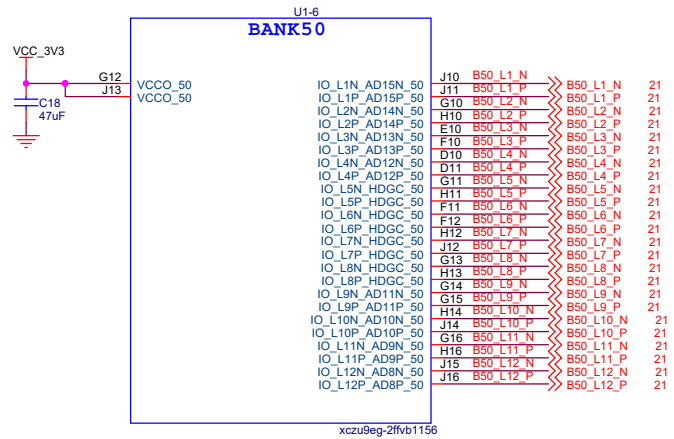 U1-6
BANK50
VCC_3V3
G12 VCCO_50
J13 VCCO_50
C18
47uF
IO_L1N_AD15N_50 J10 B50_L1_N B50_L1_N 21
IO_L1P_AD15P_50 J11 B50_L1_P B50_L1_P 21
IO_L2N_AD14N_50 G10 B50_L2_N B50_L2_N 21
IO_L2P_AD14P_50 H10 B50_L2_P B50_L2_P 21
IO_L3N_AD13N_50 E10 B50_L3_N B50_L3_N 21
IO_L3P_AD13P_50 F10 B50_L3_P B50_L3_P 21
IO_L4N_AD12N_50 D10 B50_L4_N B50_L4_N 21
IO_L4P_AD12P_50 D11 B50_L4_P B50_L4_P 21
IO_L5N_HDGC_50 G11 B50_L5_N B50_L5_N 21
IO_L5P_HDGC_50 H11 B50_L5_P B50_L5_P 21
IO_L6N_HDGC_50 F11 B50_L6_N B50_L6_N 21
IO_L6P_HDGC_50 F12 B50_L6_P B50_L6_P 21
IO_L7N_HDGC_50 H12 B50_L7_N B50_L7_N 21
IO_L7P_HDGC_50 J12 B50_L7_P B50_L7_P 21
IO_L8N_HDGC_50 G13 B50_L8_N B50_L8_N 21
IO_L8P_HDGC_50 H13 B50_L8_P B50_L8_P 21
IO_L9N_AD11N_50 G14 B50_L9_N B50_L9_N 21
IO_L9P_AD11P_50 G15 B50_L9_P B50_L9_P 21
IO_L10N_AD10N_50 H14 B50_L10_N B50_L10_N 21
IO_L10P_AD10P_50 J14 B50_L10_P B50_L10_P 21
IO_L11N_AD9N_50 G16 B50_L11_N B50_L11_N 21
IO_L11P_AD9P_50 H16 B50_L11_P B50_L11_P 21
IO_L12N_AD8N_50 J15 B50_L12_N B50_L12_N 21
IO_L12P_AD8P_50 J16 B50_L12_P B50_L12_P 21
xczu9eg-2ffvb1156